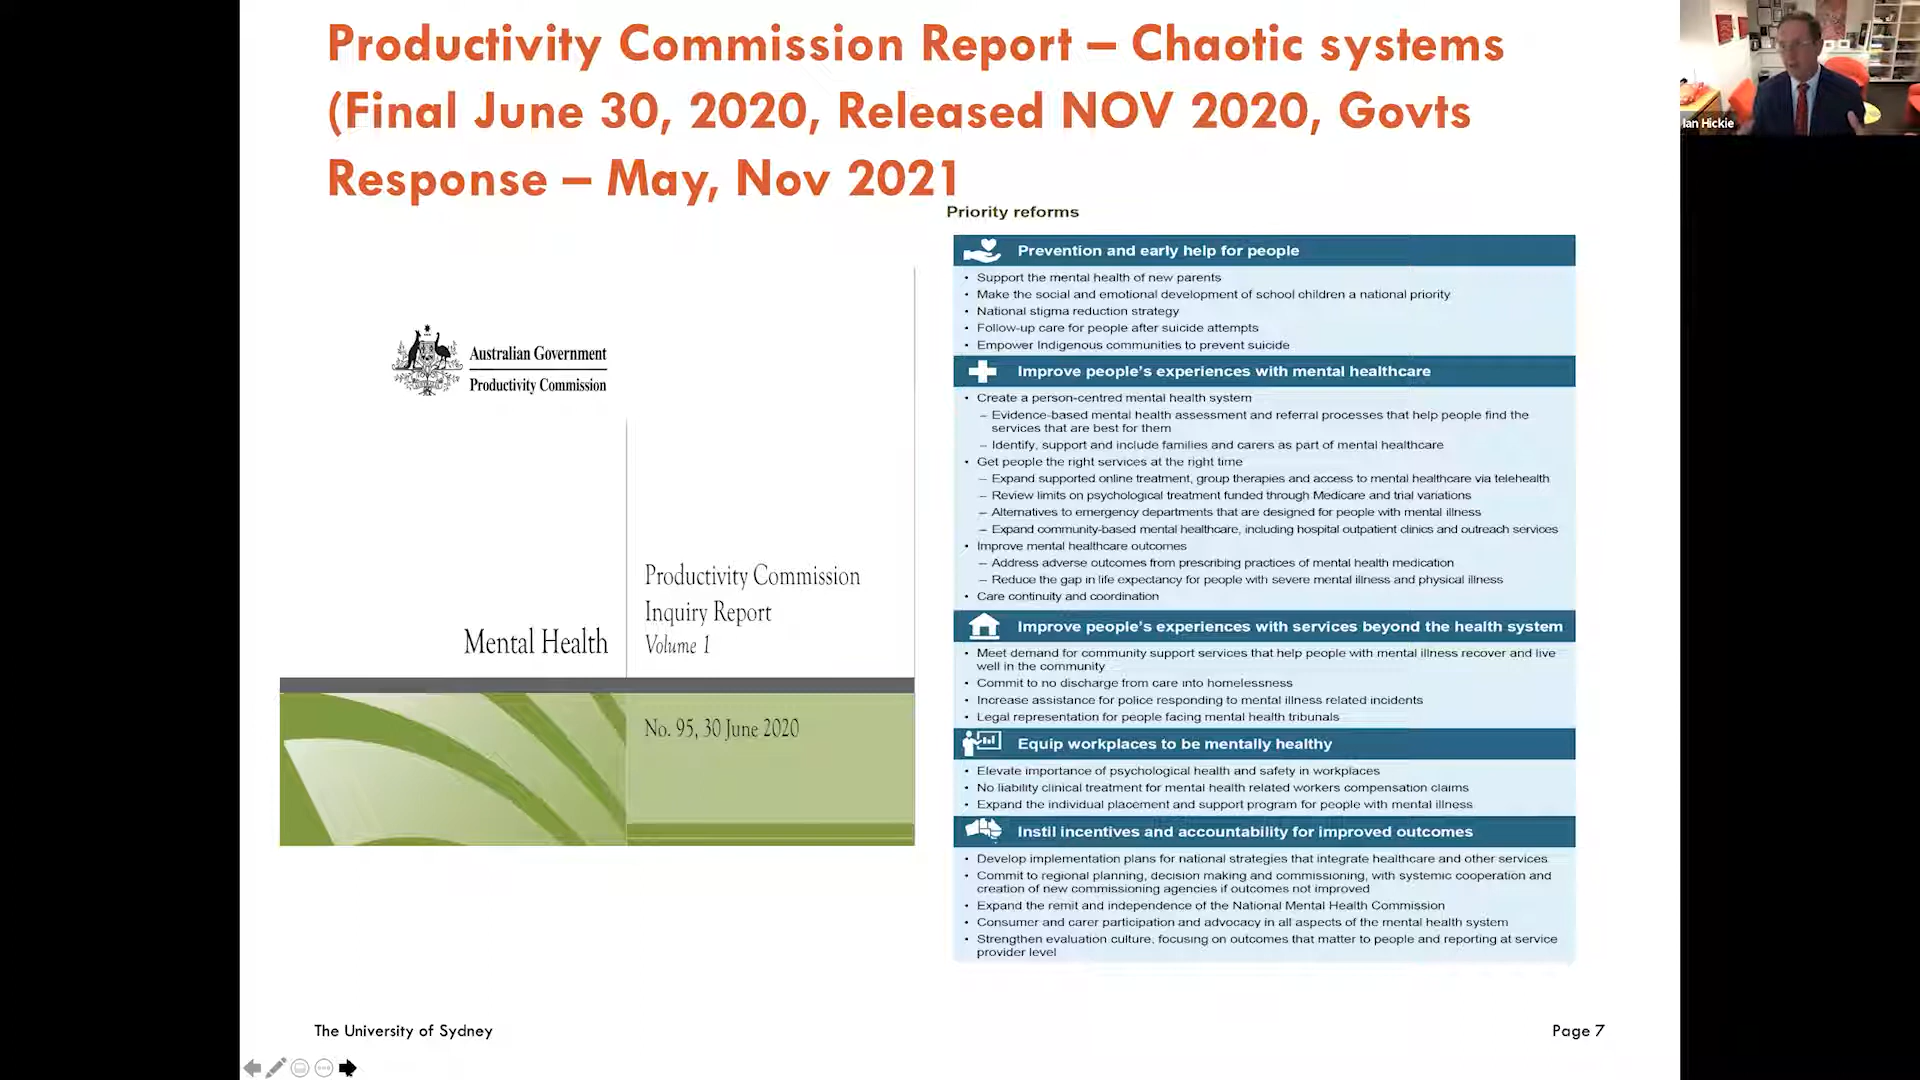 Productivity Commission Report – Chaotic systems
(Final June 30, 2020, Released NOV 2020, Govts
Response – May, Nov 2021
Ian Hickie
Australian Government
Productivity Commission
Productivity Commission
Inquiry Report
Mental Health
Volume 1
No. 95, 30 June 2020
Priority reforms
Prevention and early help for people
• Support the mental health of new parents
• Make the social and emotional development of school children a national priority
• National stigma reduction strategy
• Follow-up care for people after suicide attempts
• Empower Indigenous communities to prevent suicide
Improve people's experiences with mental healthcare
• Create a person-centred mental health system
– Evidence-based mental health assessment and referral processes that help people find the
services that are best for them
– Identify, support and include families and carers as part of mental healthcare
• Get people the right services at the right time
– Expand supported online treatment, group therapies and access to mental healthcare via telehealth
– Review limits on psychological treatment funded through Medicare and trial variations
– Alternatives to emergency departments that are designed for people with mental illness
– Expand community-based mental healthcare, including hospital outpatient clinics and outreach services
• Improve mental healthcare outcomes
– Address adverse outcomes from prescribing practices of mental health medication
– Reduce the gap in life expectancy for people with severe mental illness and physical illness
• Care continuity and coordination
Improve people's experiences with services beyond the health system
• Meet demand for community support services that help people with mental illness recover and live
well in the community
• Commit to no discharge from care into homelessness
• Increase assistance for police responding to mental illness related incidents
• Legal representation for people facing mental health tribunals
Equip workplaces to be mentally healthy
• Elevate importance of psychological health and safety in workplaces
• No liability clinical treatment for mental health related workers compensation claims
• Expand the individual placement and support program for people with mental illness
Instil incentives and accountability for improved outcomes
• Develop implementation plans for national strategies that integrate healthcare and other services
• Commit to regional planning, decision making and commissioning, with systemic cooperation and
creation of new commissioning agencies if outcomes not improved
• Expand the remit and independence of the National Mental Health Commission
• Consumer and carer participation and advocacy in all aspects of the mental health system
• Strengthen evaluation culture, focusing on outcomes that matter to people and reporting at service
provider level
The University of Sydney
Page 7